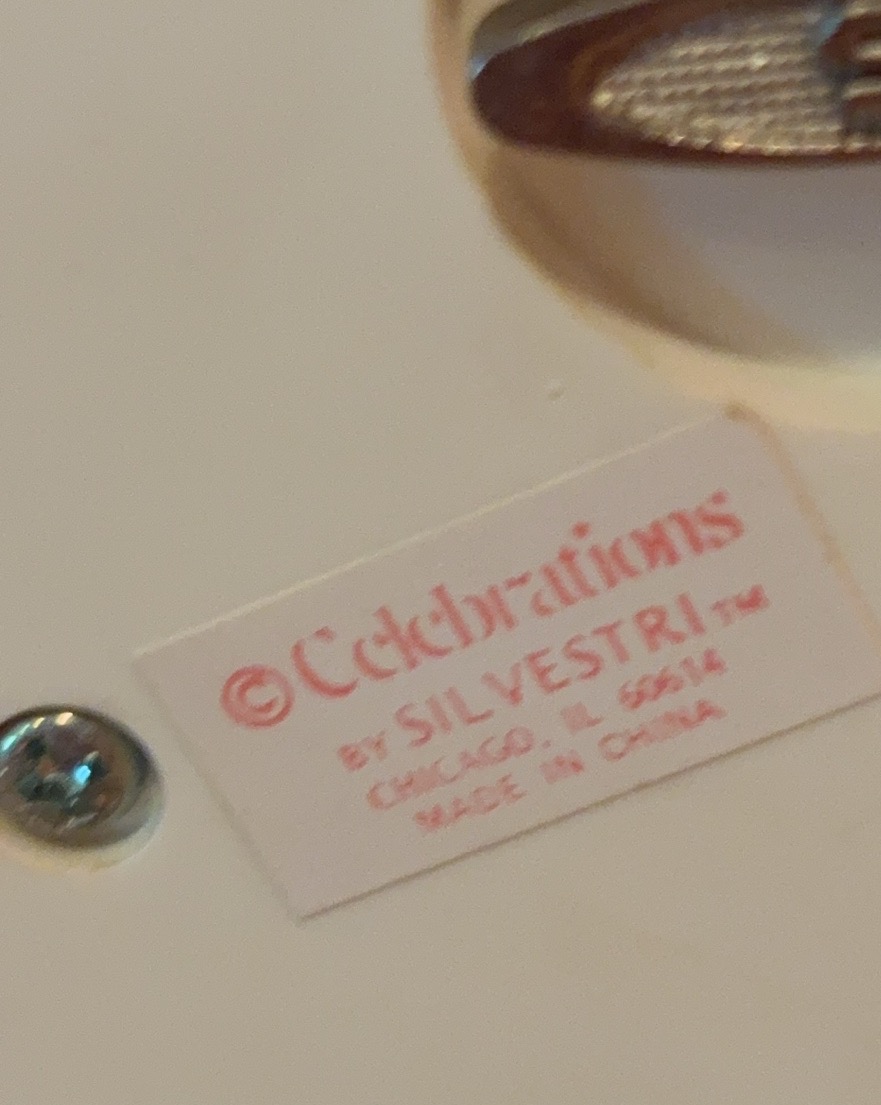 ©Celebrations
BY SILVESTRI™
CHICAGO, IL 60614
MADE IN CHINA